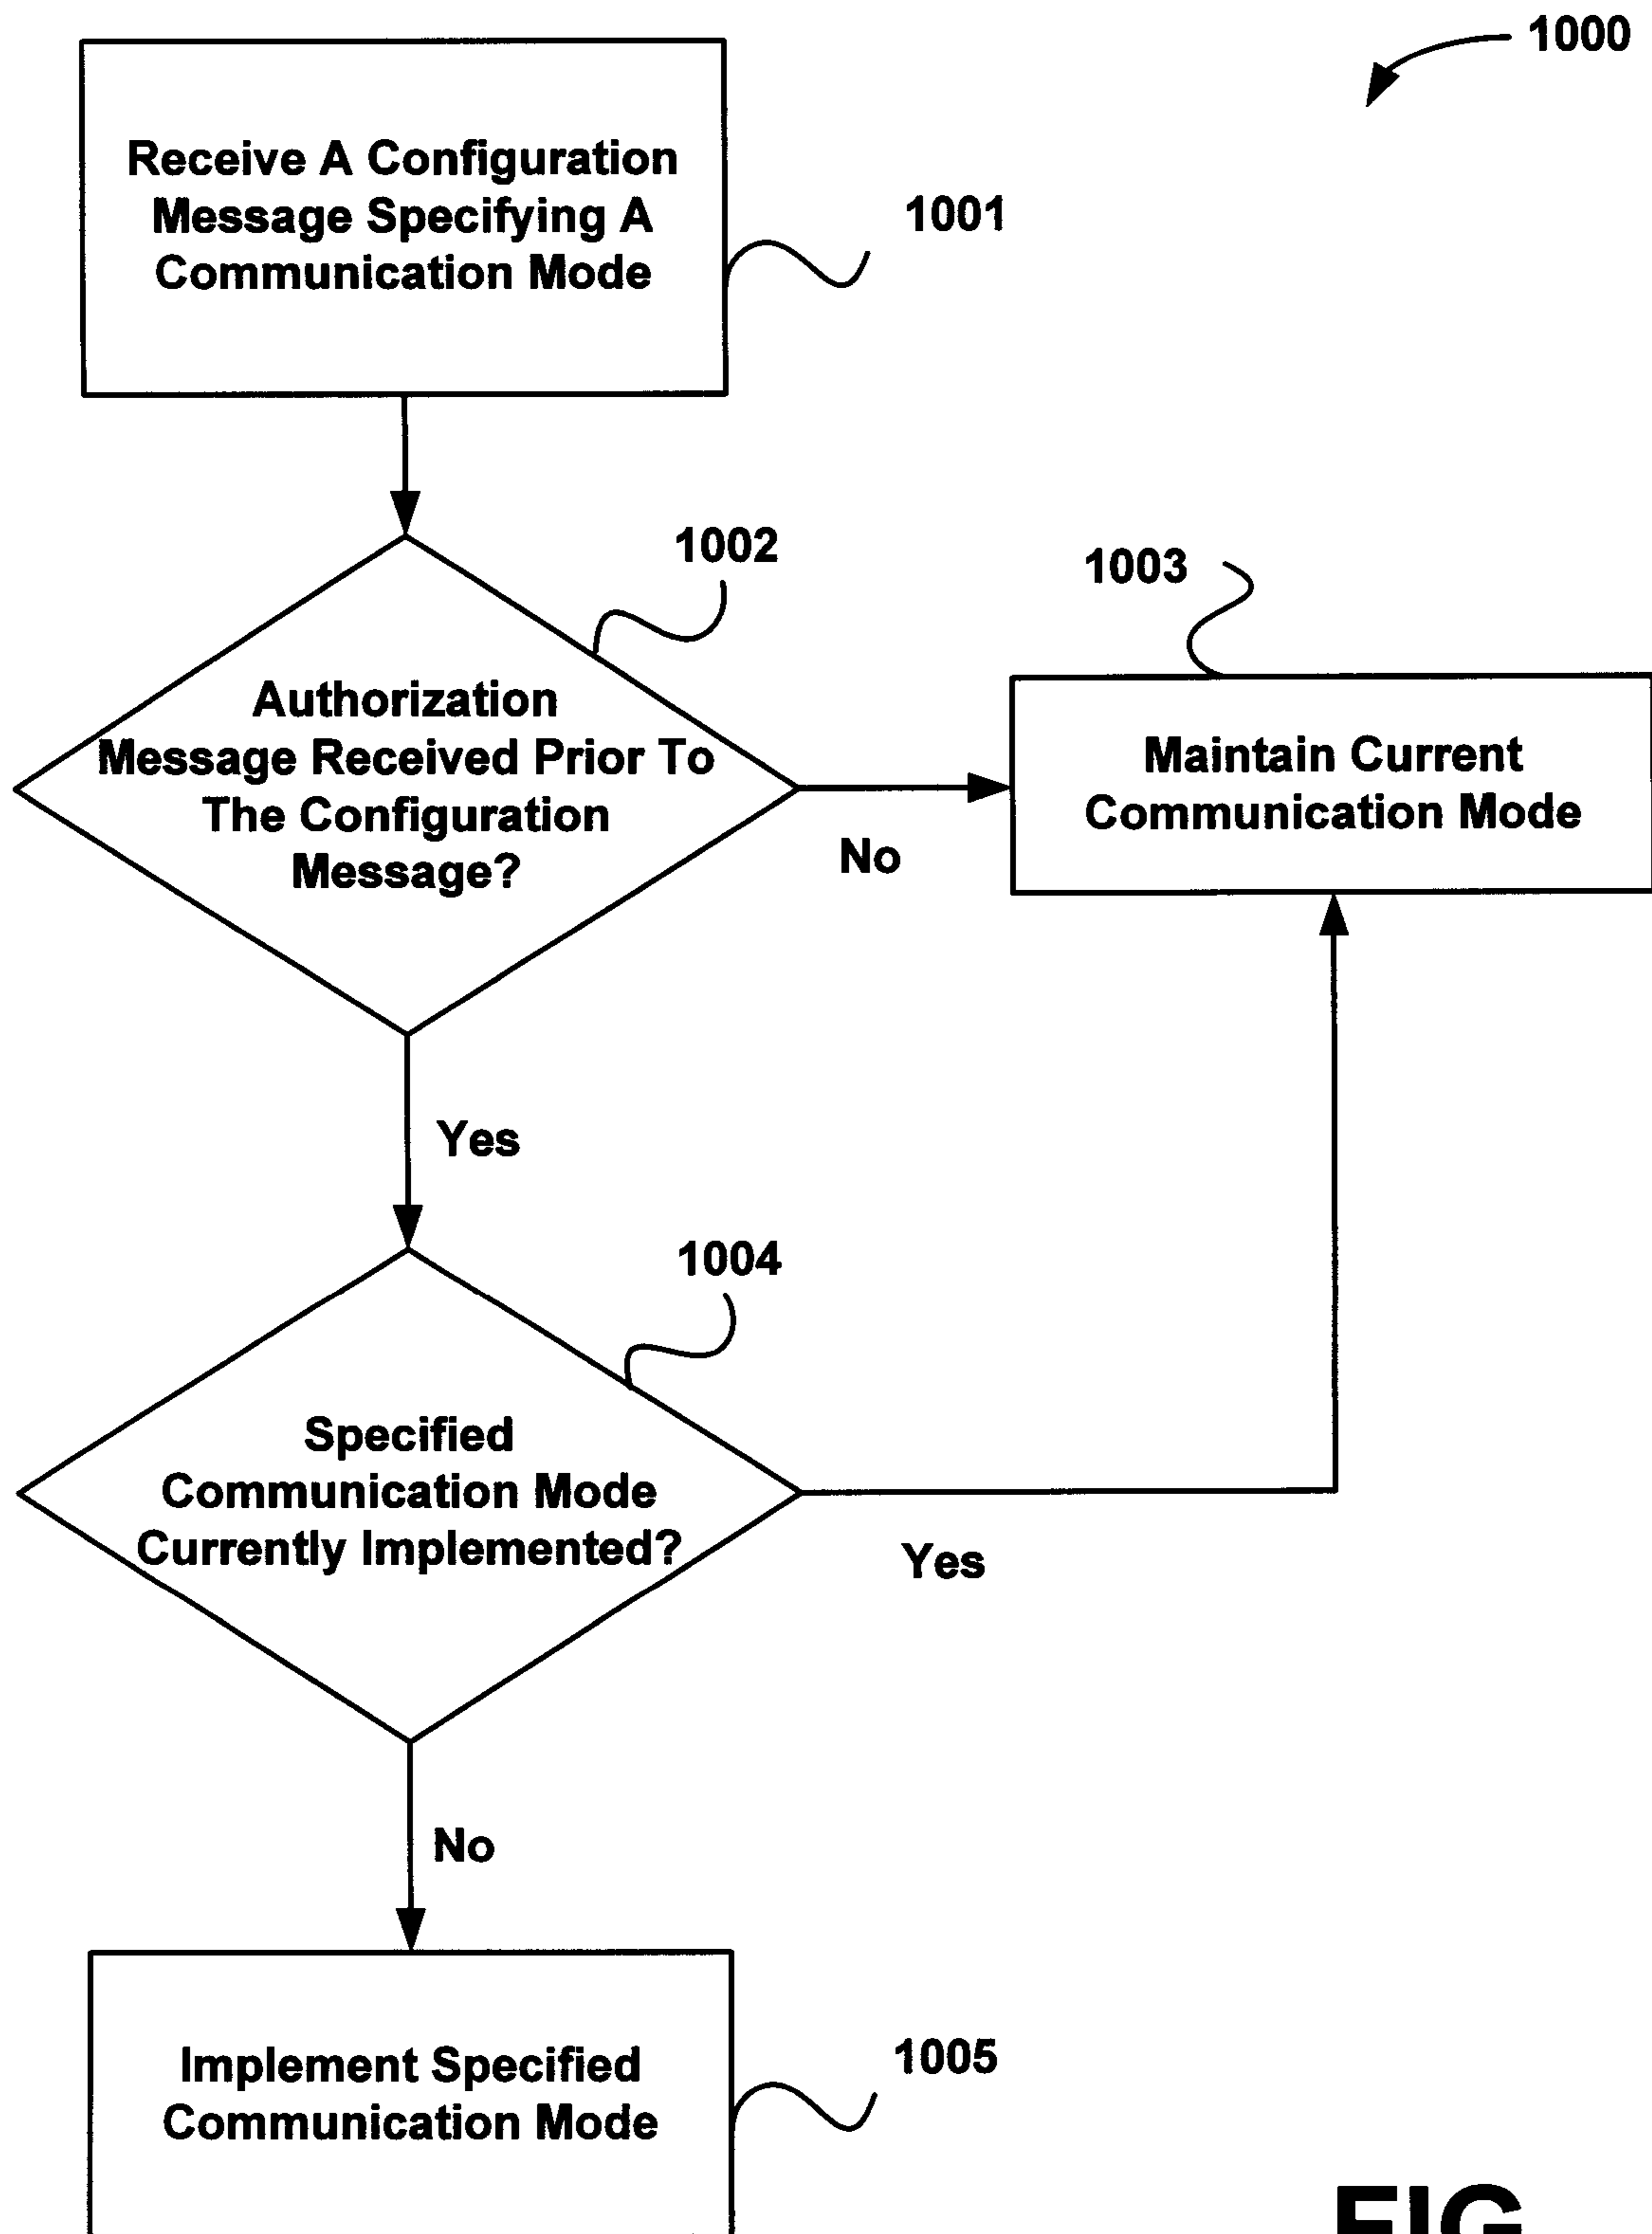 1000
Receive A Configuration
Message Specifying A
Communication Mode
1001
1002
Authorization
Message Received Prior To
The Configuration
Message?
No
1003
Maintain Current
Communication Mode
Yes
1004
Specified
Communication Mode
Currently Implemented?
Yes
No
Implement Specified
Communication Mode
1005
FIG